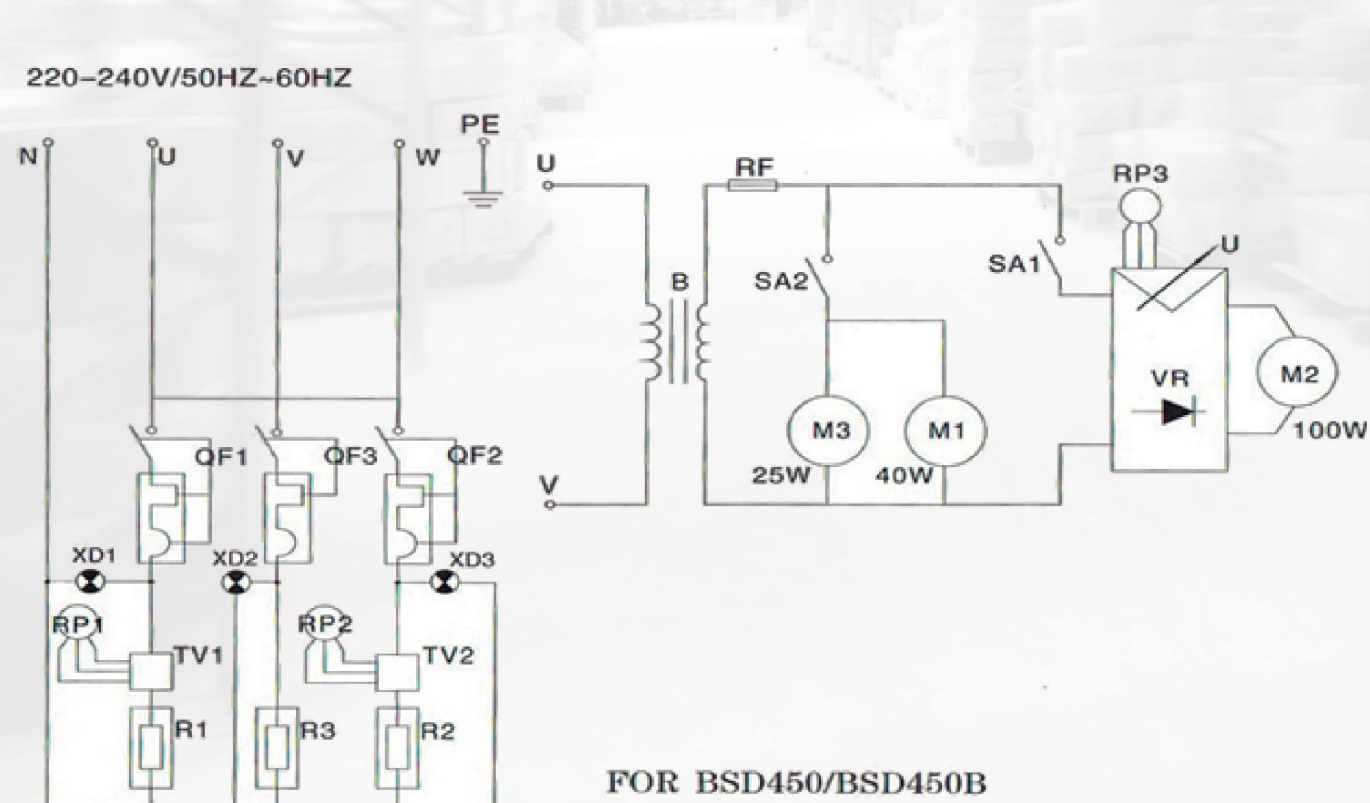 220-240V/50HZ~60HZ
N U V W PE
U RF RP3
U
SA1
SA2 B
VR M2
100W
M3 M1
25W 40W
V
QF1 QF3 QF2
XD1 XD2 XD3
RP1 RP2
TV1 TV2
R1 R3 R2
FOR BSD450/BSD450B